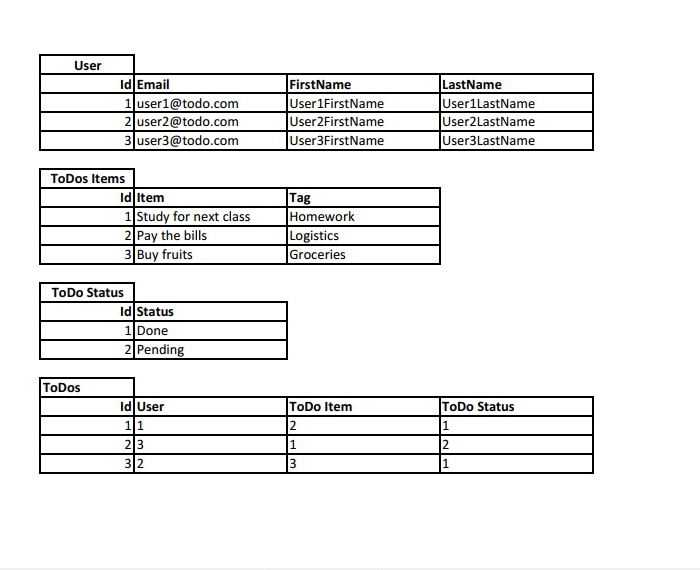 User
Id Email FirstName LastName
1 user1@todo.com User1FirstName User1LastName
2 user2@todo.com User2FirstName User2LastName
3 user3@todo.com User3FirstName User3LastName
ToDos Items
Id Item Tag
1 Study for next class Homework
2 Pay the bills Logistics
3 Buy fruits Groceries
ToDo Status
Id Status
1 Done
2 Pending
ToDos
Id User ToDo Item ToDo Status
1 1 2 1
2 3 1 2
3 2 3 1